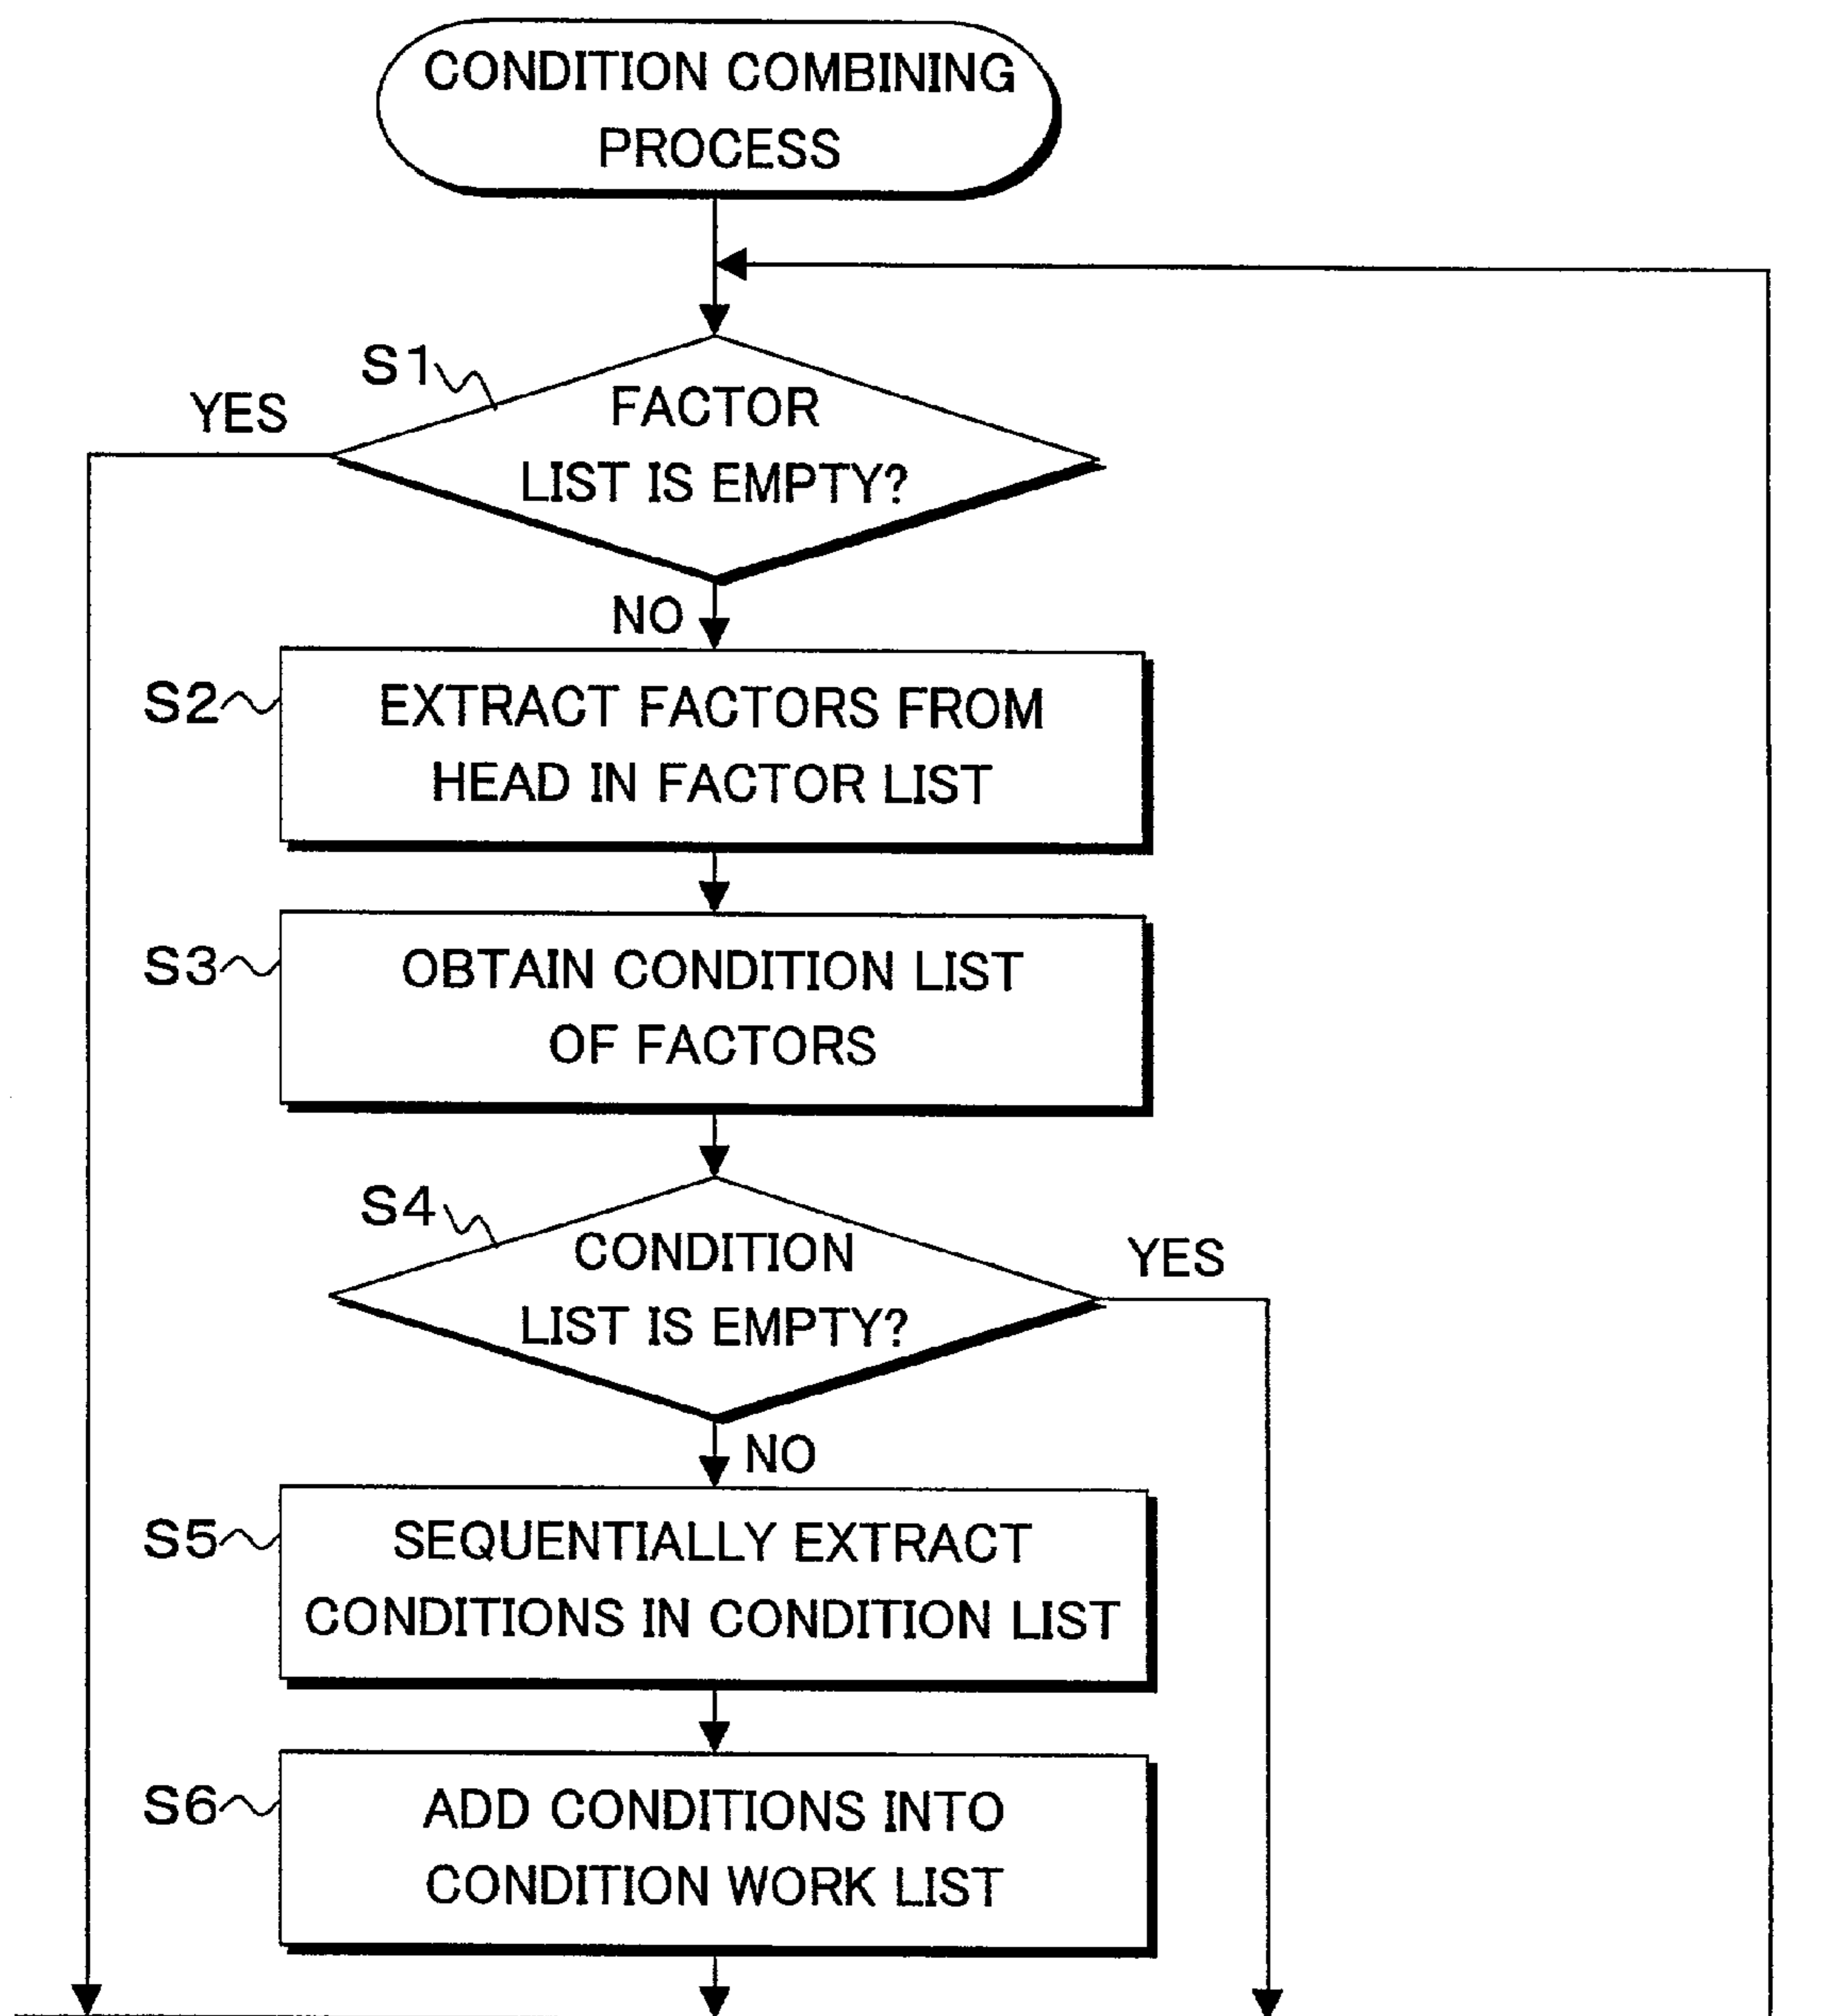 CONDITION COMBINING
PROCESS
S1
YES
FACTOR
LIST IS EMPTY?
NO
S2
EXTRACT FACTORS FROM
HEAD IN FACTOR LIST
S3
OBTAIN CONDITION LIST
OF FACTORS
S4
CONDITION
LIST IS EMPTY?
YES
NO
S5
SEQUENTIALLY EXTRACT
CONDITIONS IN CONDITION LIST
S6
ADD CONDITIONS INTO
CONDITION WORK LIST